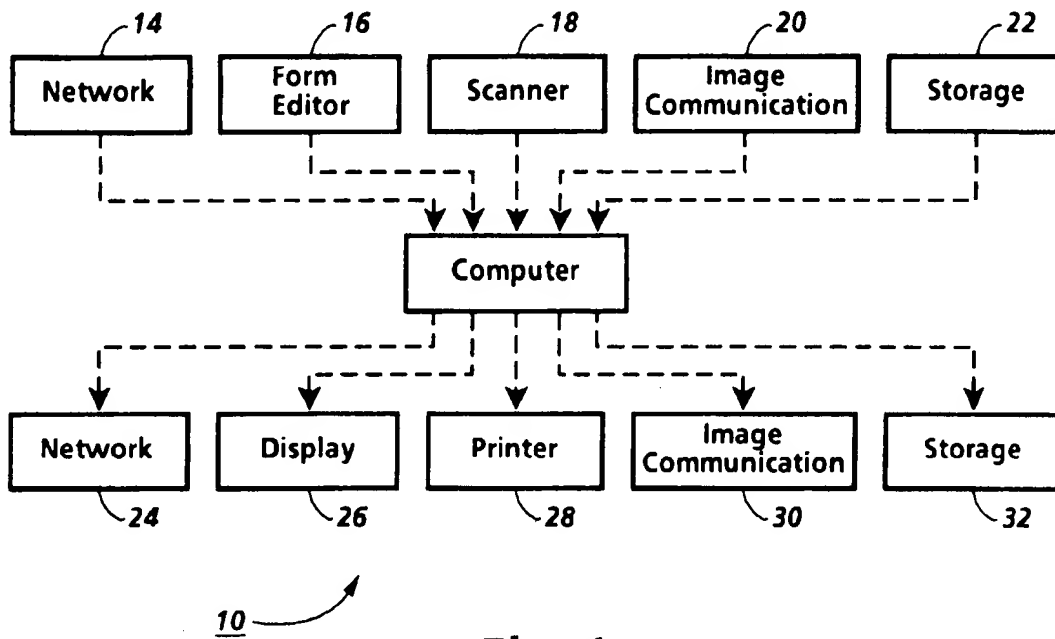 14 16 18 20 22
Network
Form
Editor
Scanner
Image
Communication
Storage
Computer
Network
Display
Printer
Image
Communication
Storage
24 26 28 30 32
10